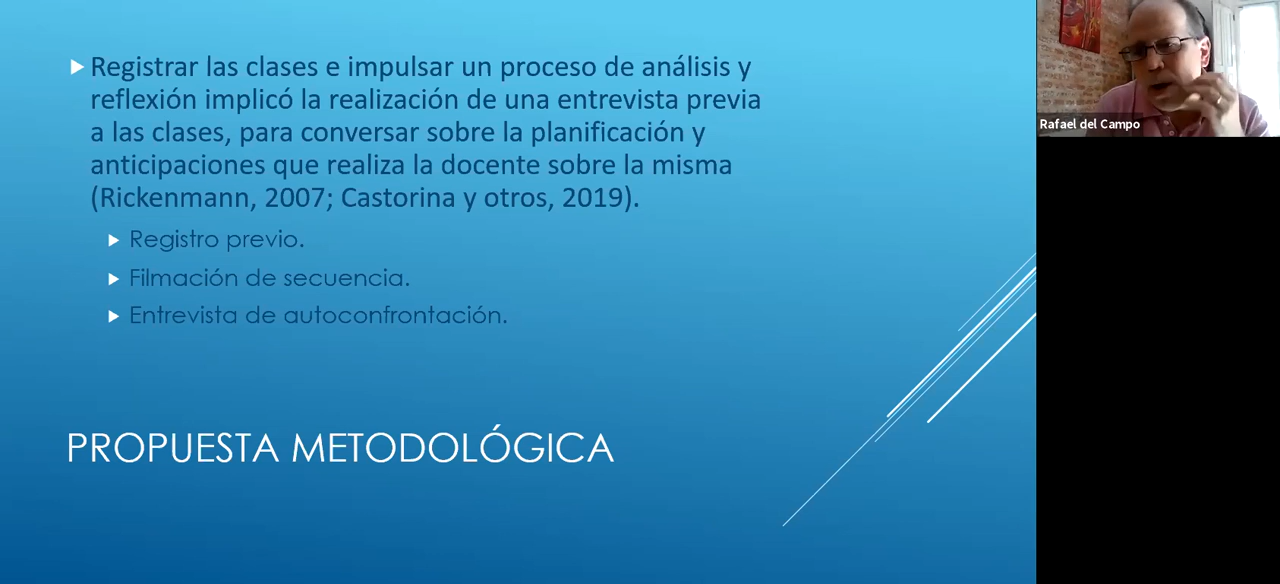 Registrar las clases e impulsar un proceso de análisis y
reflexión implicó la realización de una entrevista previa
a las clases, para conversar sobre la planificación y
anticipaciones que realiza la docente sobre la misma
(Rickenmann, 2007; Castorina y otros, 2019).
Registro previo.
Filmación de secuencia.
Entrevista de autoconfrontación.
PROPUESTA METODOLÓGICA
Rafael del Campo